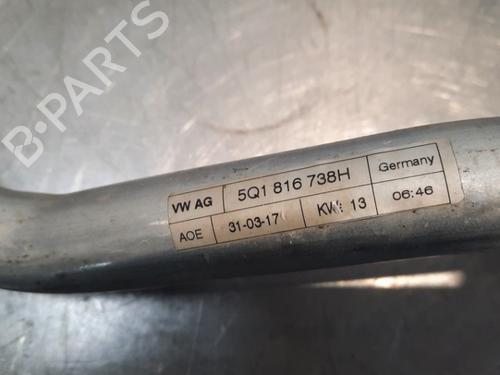 B-PARTS
VW AG 5Q1 816 738H Germany
AOE 31-03-17 KW: 13 06:46